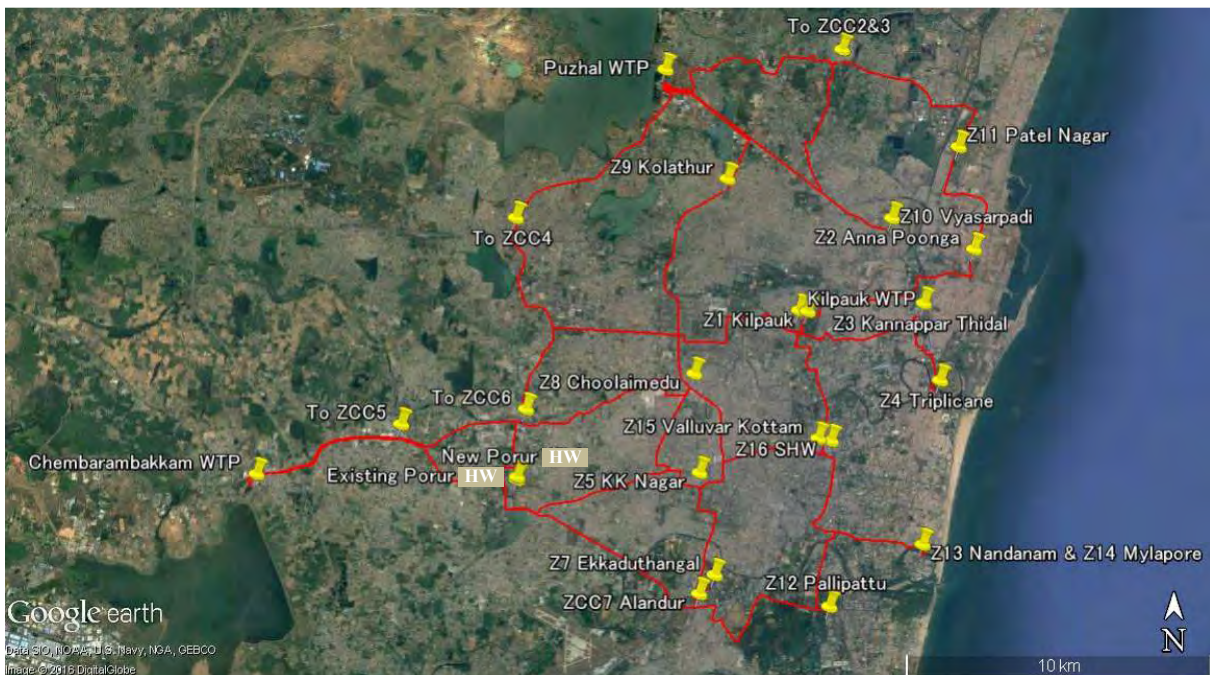 To ZCC2&3
Puzhal WTP
Z11 Patel Nagar
Z9 Kolathur
Z10 Vyasarpadi
To ZCC4
Z2 Anna Poonga
Kilpauk WTP
Z1 Kilpauk
Z3 Kannappar Thidal
Z8 Choolaimedu
To ZCC6
Z4 Triplicane
To ZCC5
Z15 Valluvar Kottam
Z16 SHW
New Porur HW
Chembarambakkam WTP
Existing Porur HW
Z5 KK Nagar
Z13 Nandanam & Z14 Mylapore
Z7 Ekkaduthangal
Z12 Pallipattu
ZCC7 Alandur
Google earth
Data SIO, NOAA, U.S. Navy, NGA, GEBCO
Image © 2016 DigitalGlobe
N
10 km